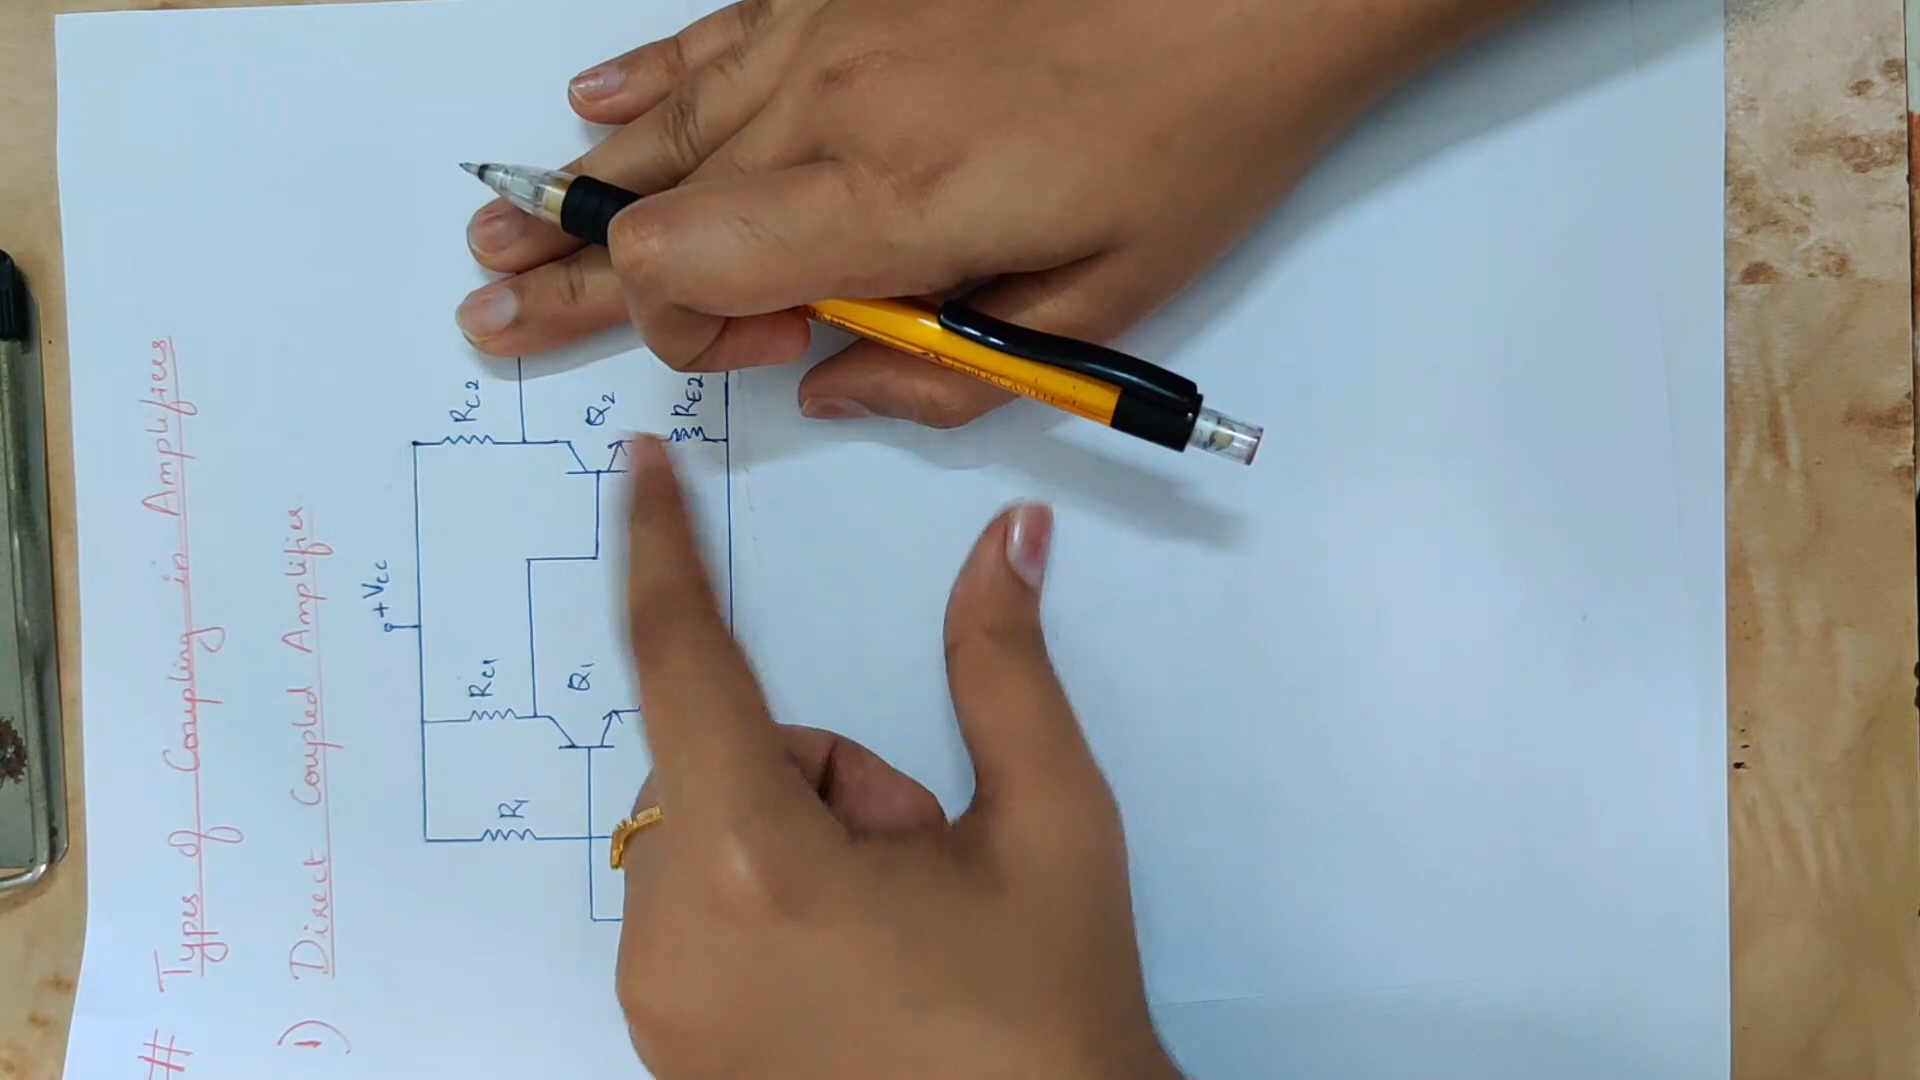 # Types of Coupling in Amplifiers
1) Direct Coupled Amplifier
+Vcc
R1
RC1
Q1
RC2
Q2
RE2